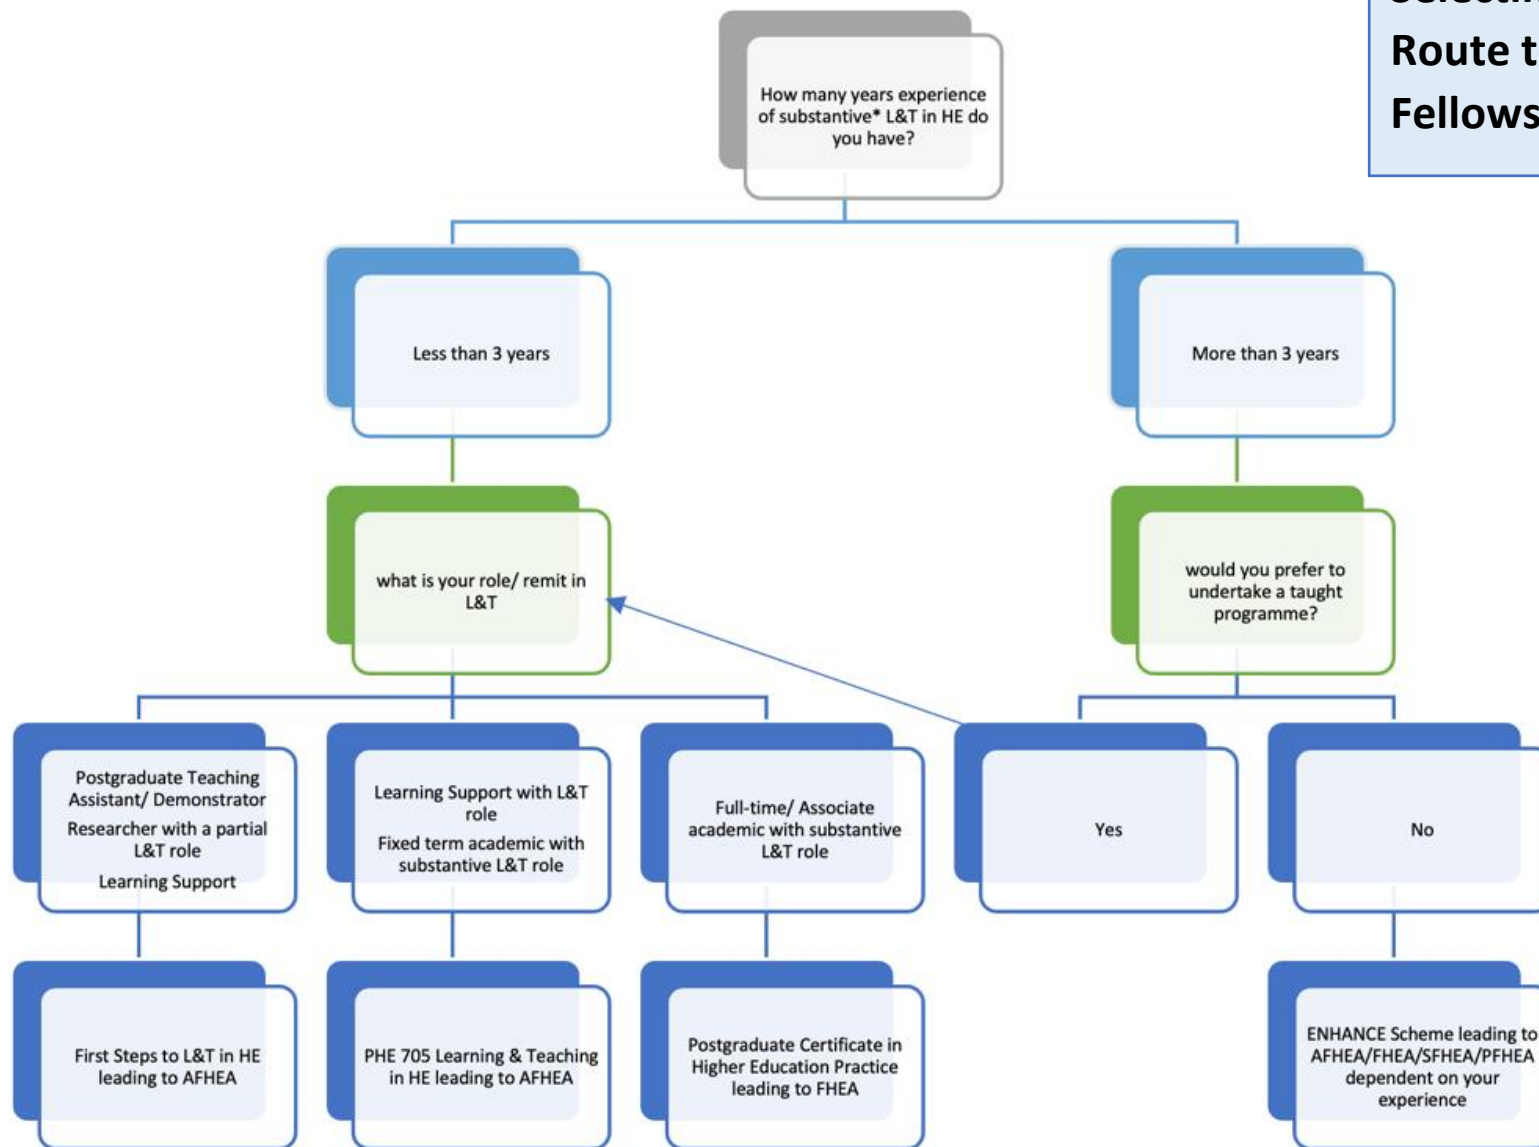 Route t
Fellows
How many years experience
of substantive* L&T in HE do
you have?
Less than 3 years
More than 3 years
what is your role/ remit in
L&T
would you prefer to
undertake a taught
programme?
Postgraduate Teaching
Assistant/ Demonstrator
Researcher with a partial
L&T role
Learning Support
Learning Support with L&T
role
Fixed term academic with
substantive L&T role
Full-time/ Associate
academic with substantive
L&T role
Yes
No
First Steps to L&T in HE
leading to AFHEA
PHE 705 Learning & Teaching
in HE leading to AFHEA
Postgraduate Certificate in
Higher Education Practice
leading to FHEA
ENHANCE Scheme leading to
AFHEA/FHEA/SFHEA/PFHEA
dependent on your
experience